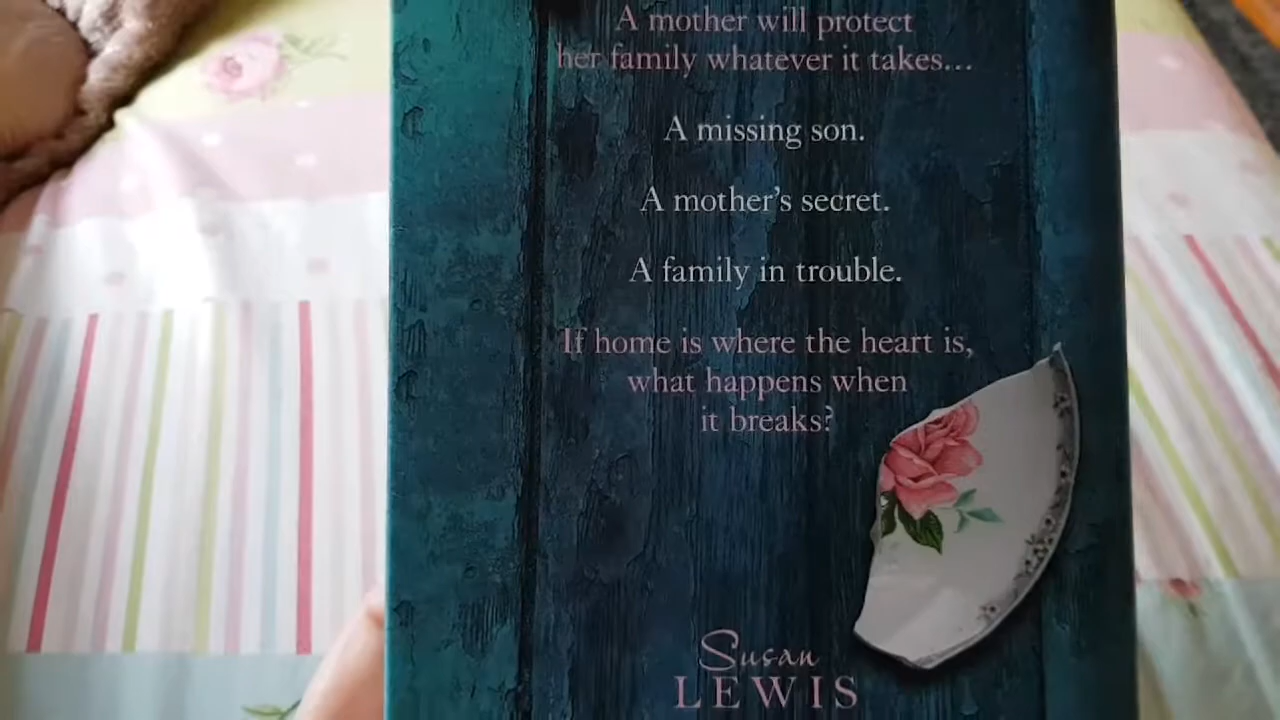 A mother will protect
her family whatever it takes...
A missing son.
A mother's secret.
A family in trouble.
If home is where the heart is,
what happens when
it breaks?
Susan
LEWIS